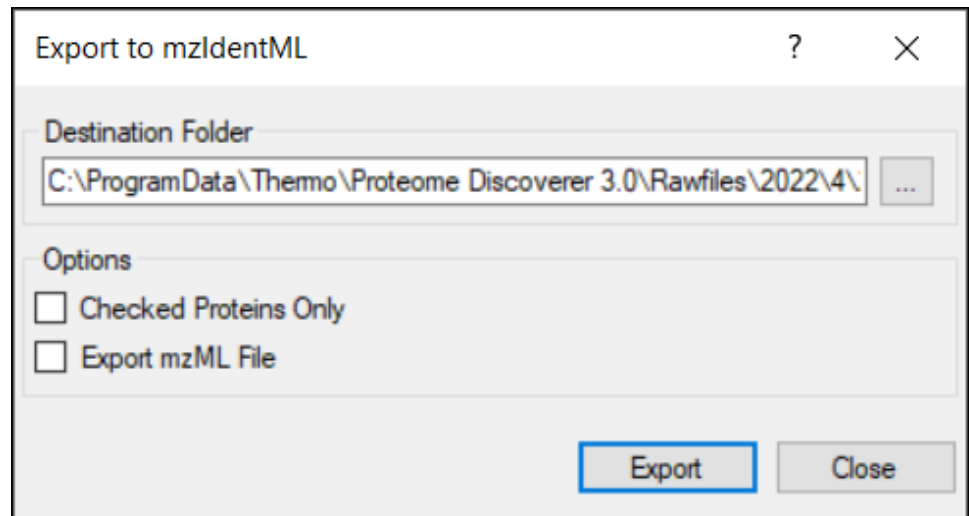 Export to mzIdentML ? ×
Destination Folder
C:\ProgramData\Thermo\Proteome Discoverer 3.0\Rawfiles\2022\4\ ...
Options
Checked Proteins Only
Export mzML File
Export Close